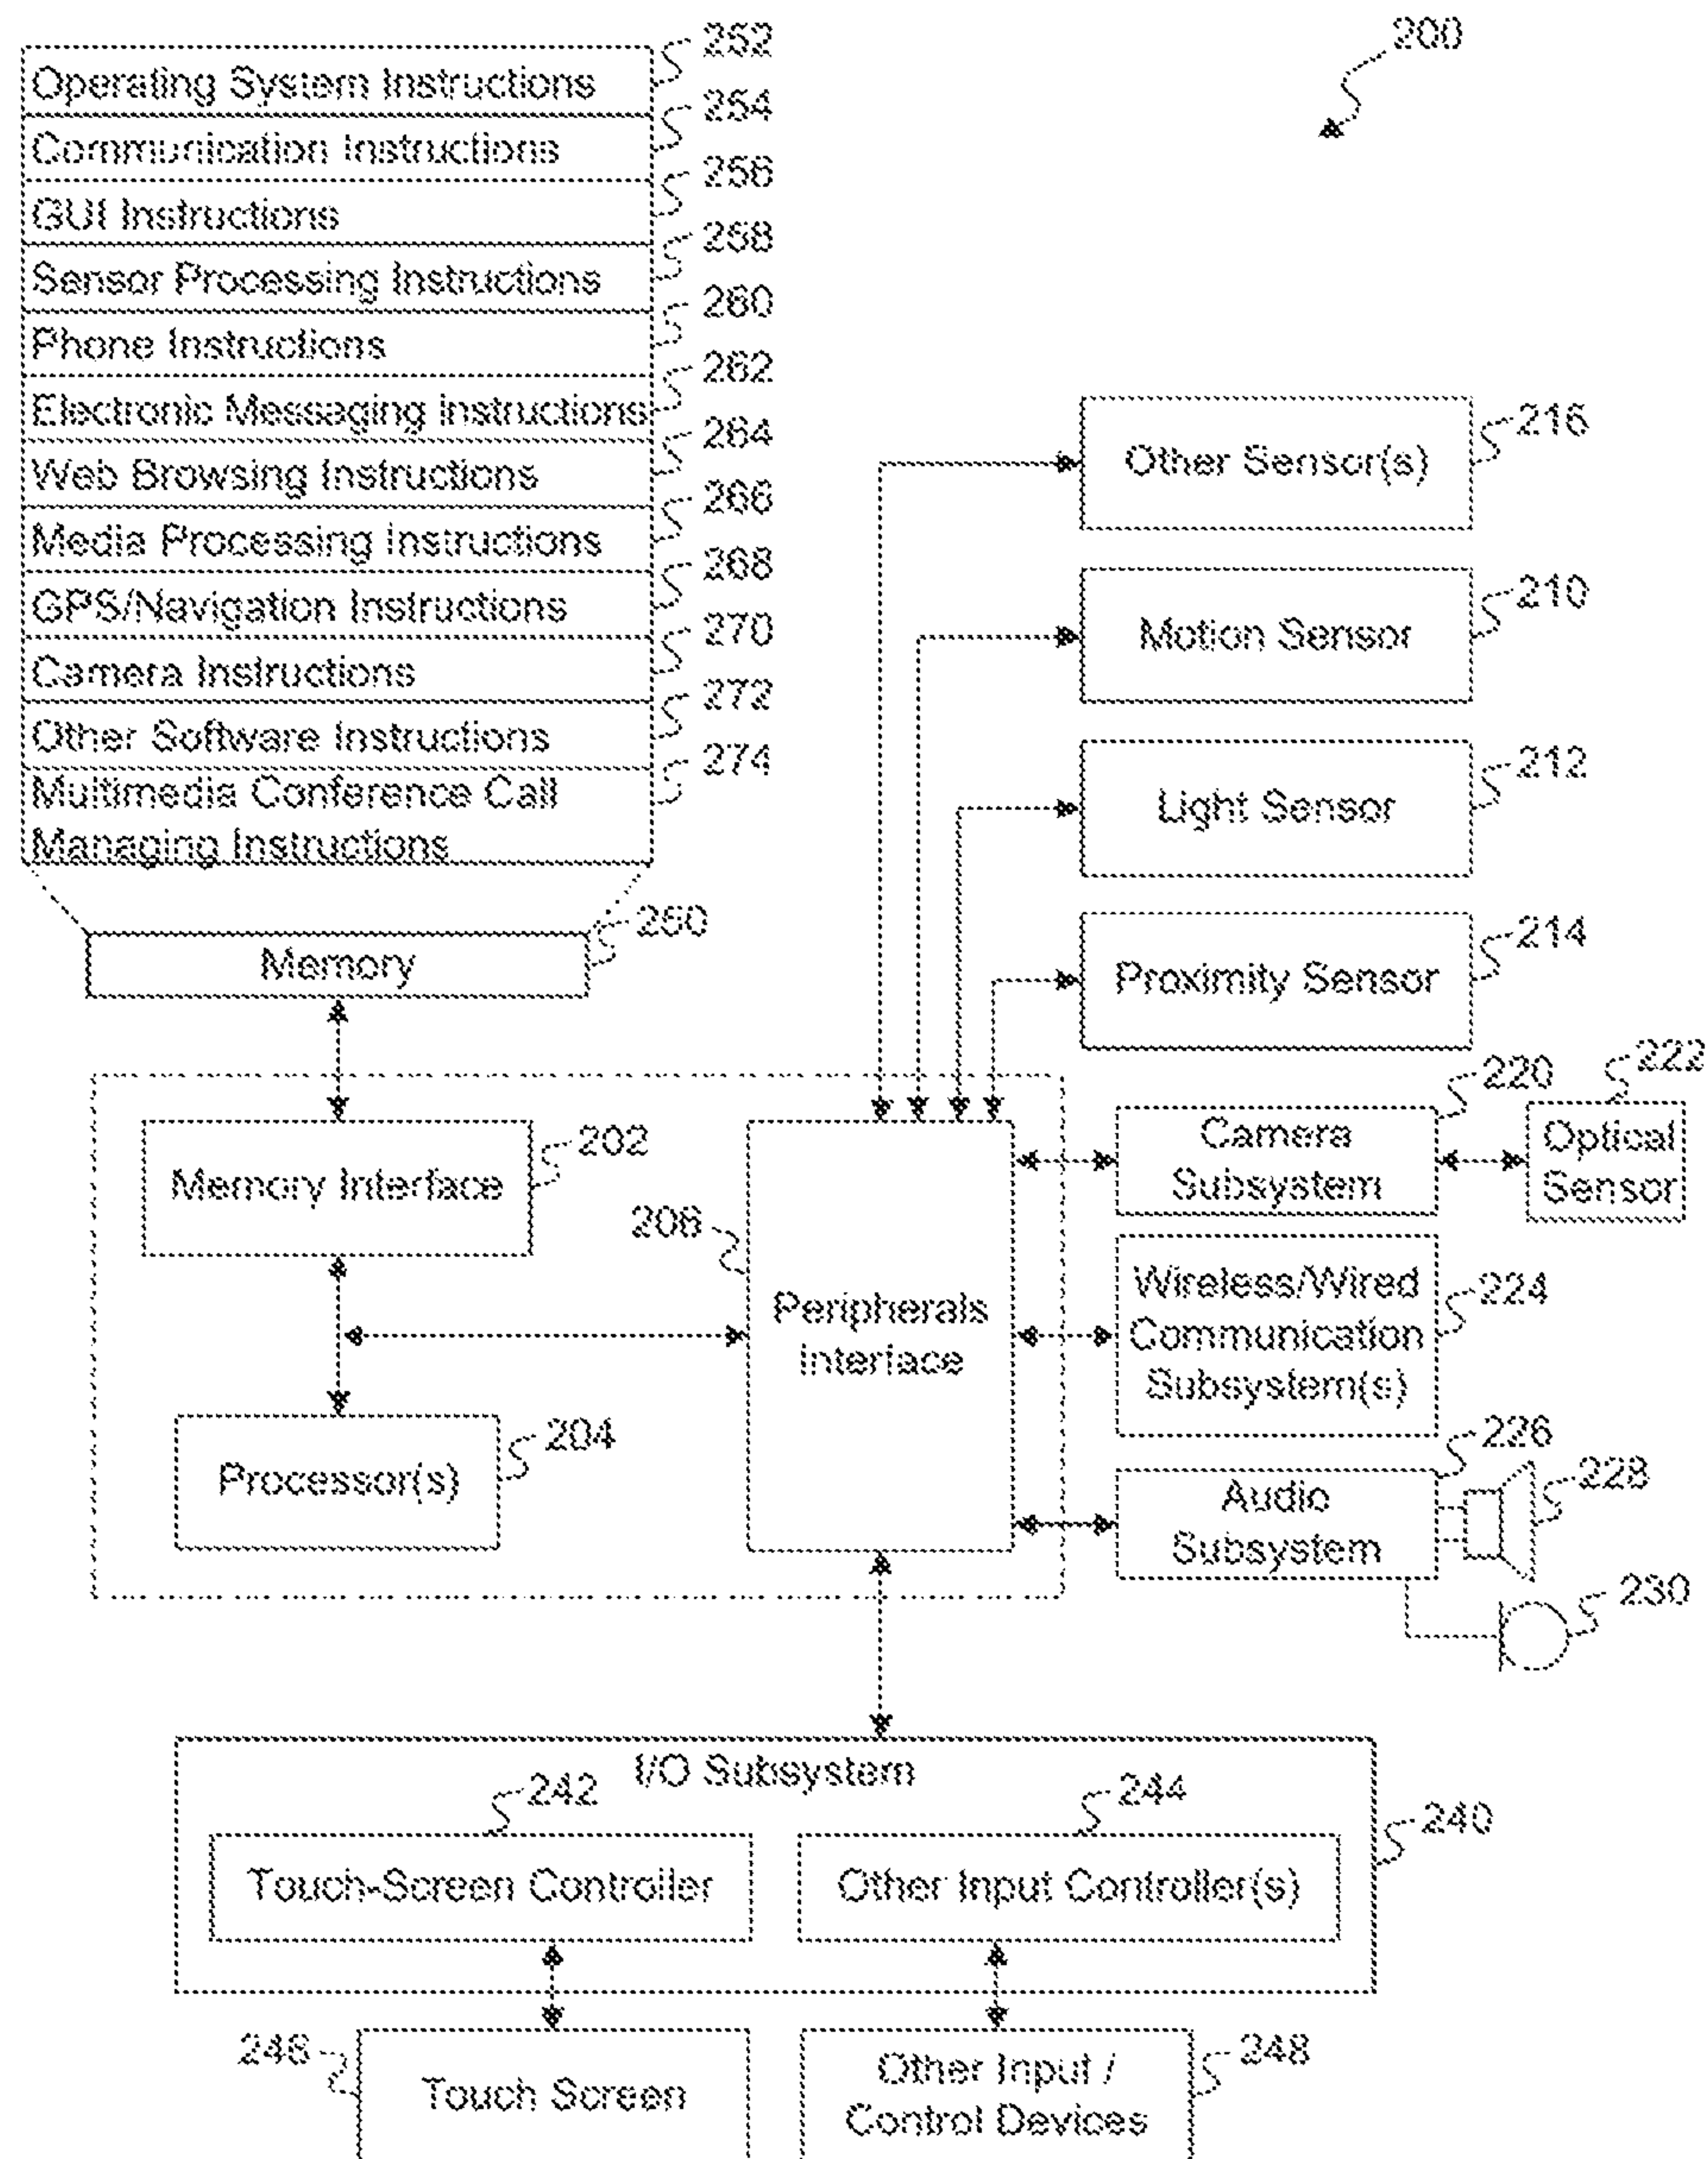 200
Operating System Instructions 252
Communication Instructions 254
GUI Instructions 256
Sensor Processing Instructions 258
Phone Instructions 260
Electronic Messaging Instructions 262
Web Browsing Instructions 264
Media Processing Instructions 266
GPS/Navigation Instructions 268
Camera Instructions 270
Other Software Instructions 272
Multimedia Conference Call 274
Managing Instructions
Memory 250
Other Sensor(s) 216
Motion Sensor 210
Light Sensor 212
Proximity Sensor 214
Memory Interface 202
Processor(s) 204
206
Peripherals
Interface
Camera 220
Subsystem
222
Optical
Sensor
Wireless/Wired
Communication 224
Subsystem(s)
226
Audio
Subsystem
228
230
I/O Subsystem
240
242
Touch-Screen Controller
244
Other Input Controller(s)
246
Touch Screen
248
Other Input /
Control Devices